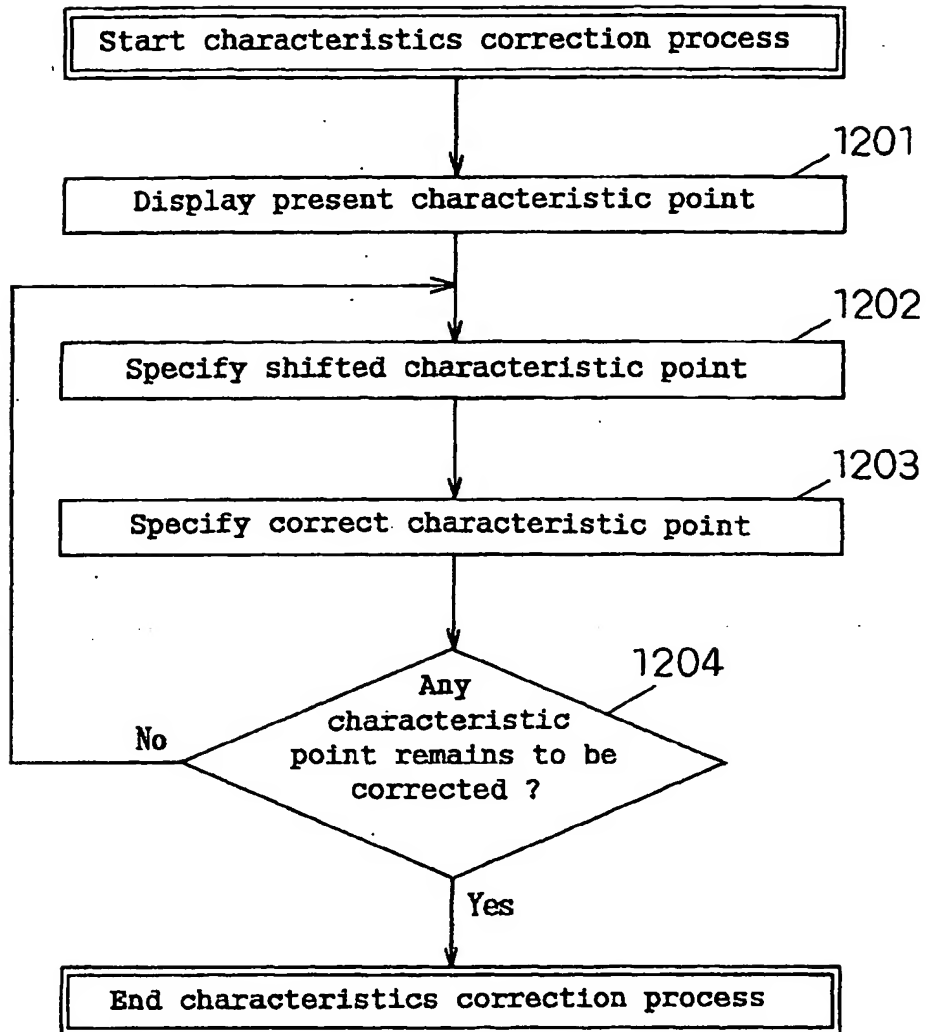 Start characteristics correction process
1201
Display present characteristic point
1202
Specify shifted characteristic point
1203
Specify correct characteristic point
1204
Any
characteristic
point remains to be
corrected ?
No
Yes
End characteristics correction process